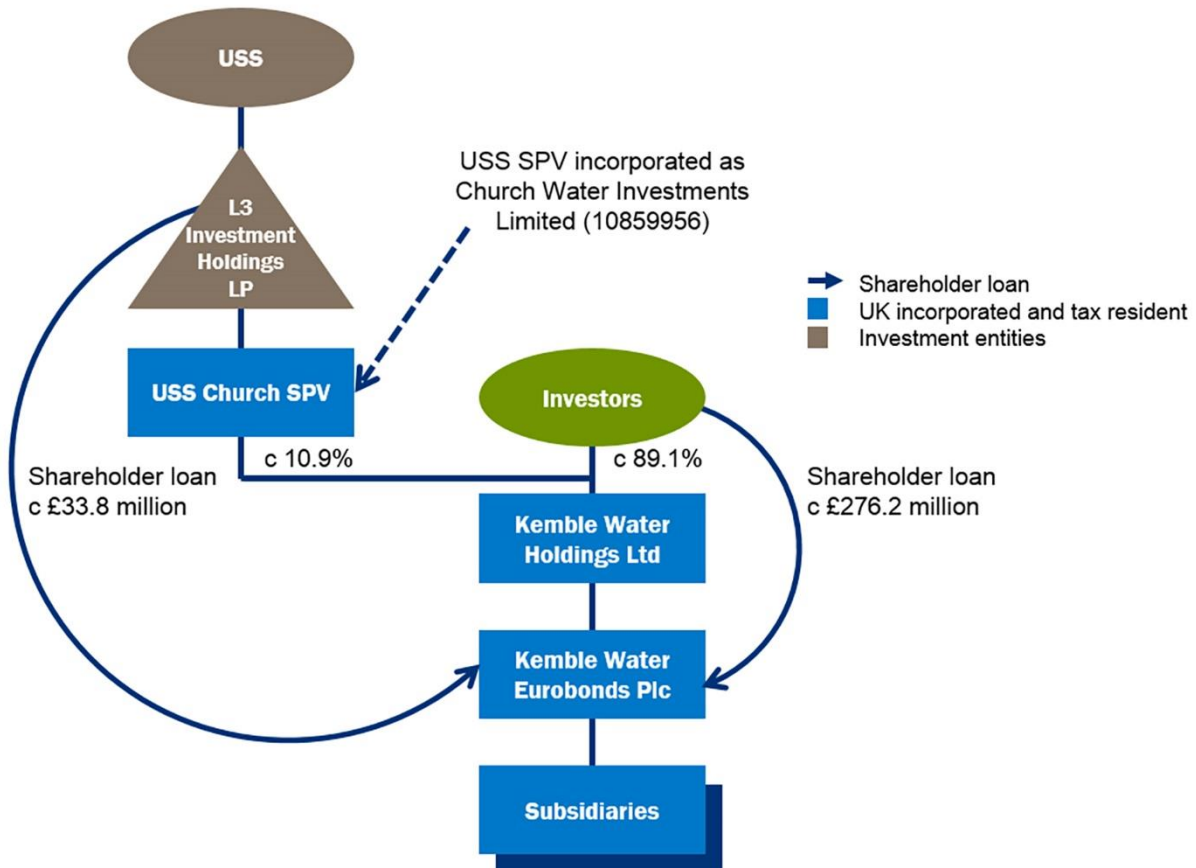 USS
L3
Investment
Holdings
LP
USS SPV incorporated as
Church Water Investments
Limited (10859956)
Shareholder loan
UK incorporated and tax resident
Investment entities
USS Church SPV
Investors
c 10.9%
c 89.1%
Shareholder loan
c £33.8 million
Shareholder loan
c £276.2 million
Kemble Water
Holdings Ltd
Kemble Water
Eurobonds Plc
Subsidiaries